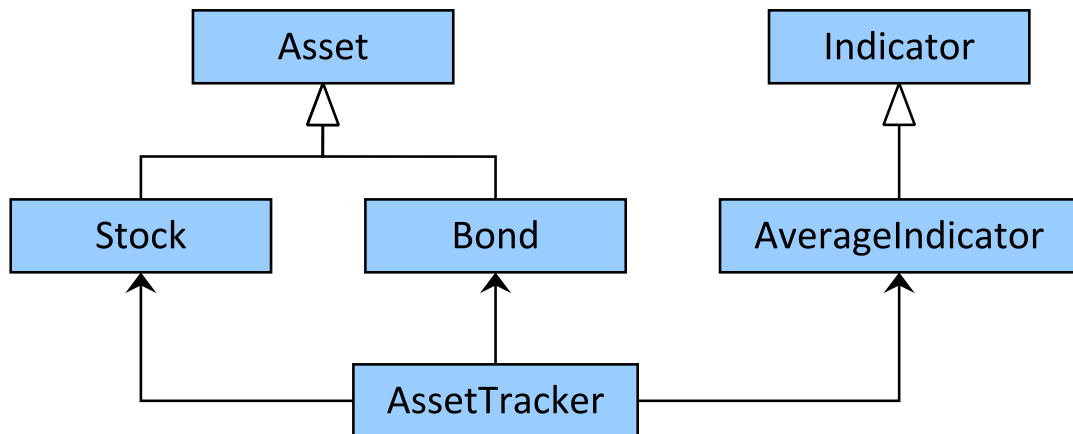 Asset
Indicator
Stock
Bond
AverageIndicator
AssetTracker